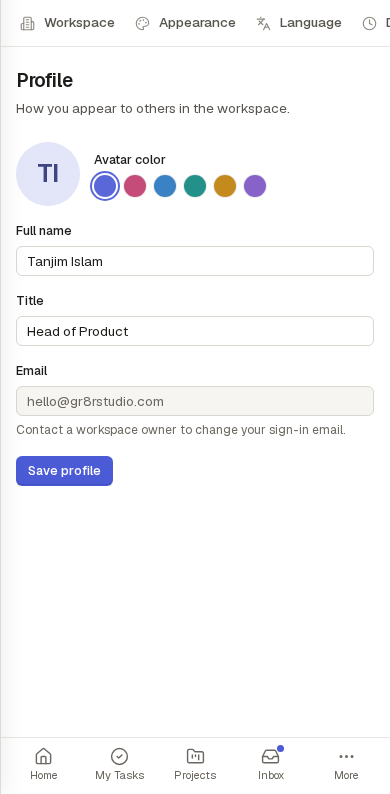 Workspace
Appearance
Language
Profile
How you appear to others in the workspace.
TI
Avatar color
Full name
Tanjim Islam
Title
Head of Product
Email
hello@gr8rstudio.com
Contact a workspace owner to change your sign-in email.
Save profile
Home
My Tasks
Projects
Inbox
More